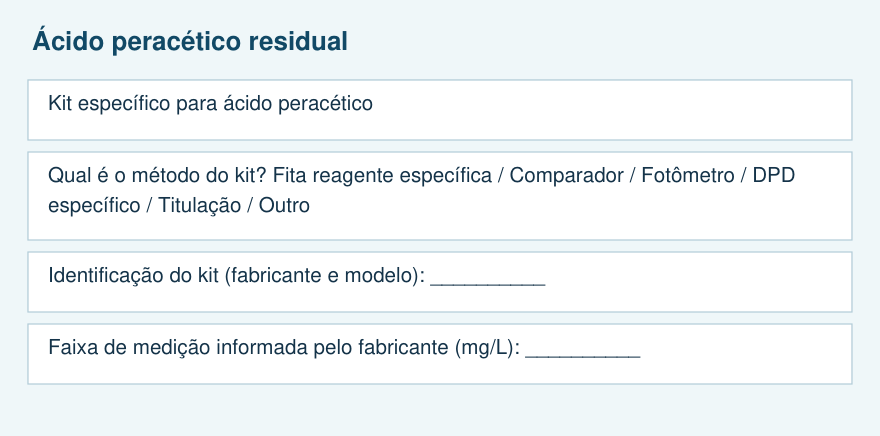 Ácido peracético residual
Kit específico para ácido peracético
Qual é o método do kit? Fita reagente específica / Comparador / Fotômetro / DPD
específico / Titulação / Outro
Identificação do kit (fabricante e modelo): __________
Faixa de medição informada pelo fabricante (mg/L): __________